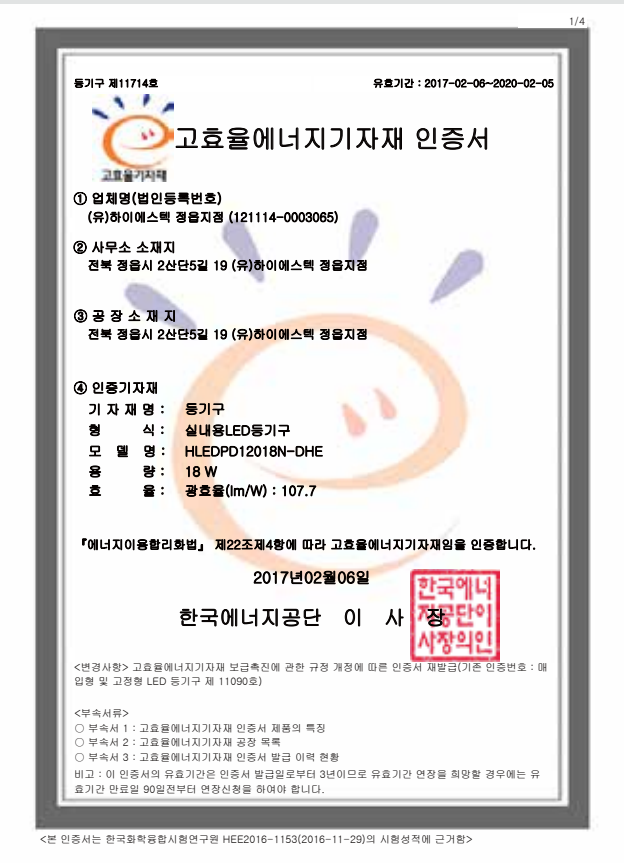 1/4
등기구 제11714호
유효기간 : 2017-02-06~2020-02-05
고효율기자재
고효율에너지기자재 인증서
① 업체명(법인등록번호)
(유)하이에스텍 정읍지점 (121114-0003065)
② 사무소 소재지
전북 정읍시 2산단5길 19 (유)하이에스텍 정읍지점
③ 공 장 소 재 지
전북 정읍시 2산단5길 19 (유)하이에스텍 정읍지점
④ 인증기자재
기 자 재 명 : 등기구
형 식 : 실내용LED등기구
모 델 명 : HLEDPD12018N-DHE
용 량 : 18 W
효 율 : 광효율(lm/W) : 107.7
『에너지이용합리화법』 제22조제4항에 따라 고효율에너지기자재임을 인증합니다.
2017년02월06일
한국에너지공단 이 사 장
한국에너
지공단이
사장의인
<변경사항> 고효율에너지기자재 보급촉진에 관한 규정 개정에 따른 인증서 재발급(기존 인증번호 : 매
입형 및 고정형 LED 등기구 제 11090호)
<부속서류>
○ 부속서 1 : 고효율에너지기자재 인증서 제품의 특징
○ 부속서 2 : 고효율에너지기자재 공장 목록
○ 부속서 3 : 고효율에너지기자재 인증서 발급 이력 현황
비고 : 이 인증서의 유효기간은 인증서 발급일로부터 3년이므로 유효기간 연장을 희망할 경우에는 유
효기간 만료일 90일전부터 연장신청을 하여야 합니다.
<본 인증서는 한국화학융합시험연구원 HEE2016-1153(2016-11-29)의 시험성적에 근거함>